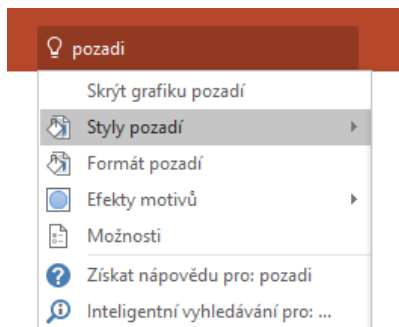 pozadi
Skrýt grafiku pozadí
Styly pozadí
Formát pozadí
Efekty motivů
Možnosti
Získat nápovědu pro: pozadi
Inteligentní vyhledávání pro: ...